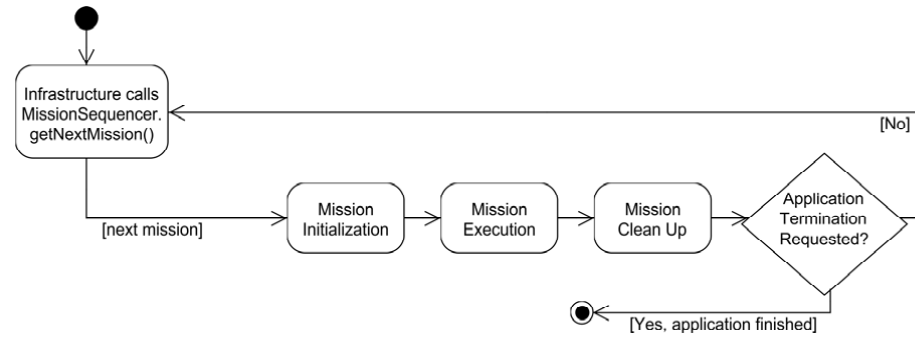 Infrastructure calls
MissionSequencer.
getNextMission()
[No]
[next mission]
Mission
Initialization
Mission
Execution
Mission
Clean Up
Application
Termination
Requested?
[Yes, application finished]